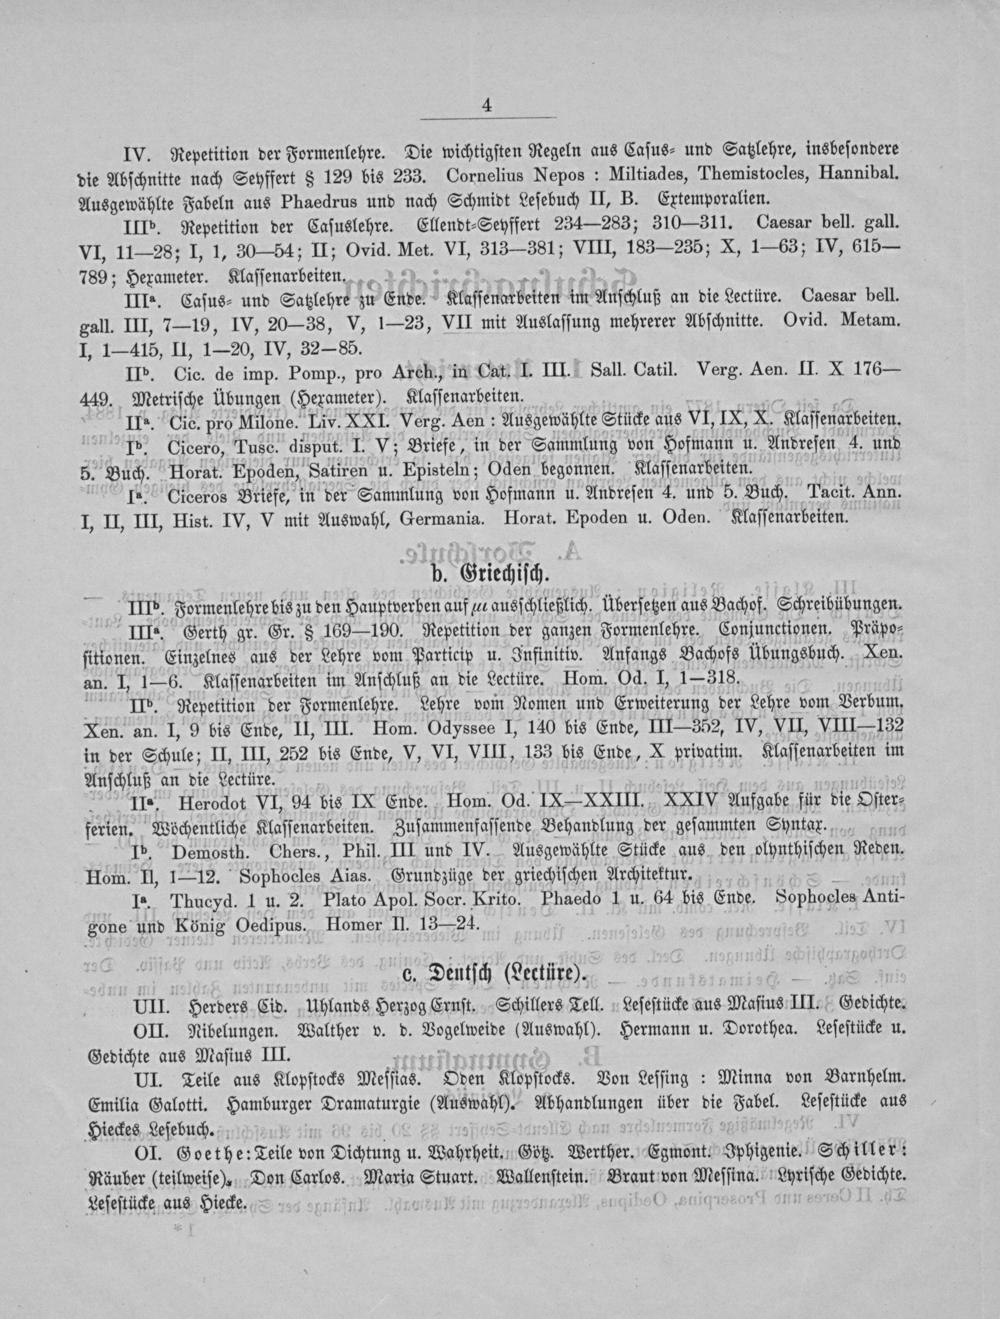 4
IV. Repetition der Formenlehre. Die wichtigsten Regeln aus Casus- und Satzlehre, insbesondere
die Abschnitte nach Seyffert § 129 bis 233. Cornelius Nepos : Miltiades, Themistocles, Hannibal.
Ausgewählte Fabeln aus Phaedrus und nach Schmidt Lesebuch II, B. Extemporalien.
IIIb. Repetition der Casuslehre. Ellendt-Seyffert 234—283; 310—311. Caesar bell. gall.
VI, 11—28; I, 1, 30—54; II; Ovid. Met. VI, 313—381; VIII, 183—235; X, 1—63; IV, 615—
789; Hexameter. Klassenarbeiten.
IIIa. Casus- und Satzlehre zu Ende. Klassenarbeiten im Anschluß an die Lectüre. Caesar bell.
gall. III, 7—19, IV, 20—38, V, 1—23, VII mit Auslassung mehrerer Abschnitte. Ovid. Metam.
I, 1—415, II, 1—20, IV, 32—85.
IIb. Cic. de imp. Pomp., pro Arch., in Cat. I. III. Sall. Catil. Verg. Aen. II. X 176—
449. Metrische Übungen (Hexameter). Klassenarbeiten.
IIa. Cic. pro Milone. Liv. XXI. Verg. Aen : Ausgewählte Stücke aus VI, IX, X. Klassenarbeiten.
Ib. Cicero, Tusc. disput. I. V; Briefe, in der Sammlung von Hofmann u. Andresen 4. und
5. Buch. Horat. Epoden, Satiren u. Episteln; Oden begonnen. Klassenarbeiten.
Ia. Ciceros Briefe, in der Sammlung von Hofmann u. Andresen 4. und 5. Buch. Tacit. Ann.
I, II, III, Hist. IV, V mit Auswahl, Germania. Horat. Epoden u. Oden. Klassenarbeiten.
b. Griechisch.
IIIb. Formenlehre bis zu den Hauptverben auf μι ausschließlich. Übersetzen aus Bachof. Schreibübungen.
IIIa. Gerth gr. Gr. § 169—190. Repetition der ganzen Formenlehre. Conjunctionen. Präpo-
sitionen. Einzelnes aus der Lehre vom Particip u. Infinitiv. Anfangs Bachofs Übungsbuch. Xen.
an. I, 1—6. Klassenarbeiten im Anschluß an die Lectüre. Hom. Od. I, 1—318.
IIb. Repetition der Formenlehre. Lehre vom Nomen und Erweiterung der Lehre vom Verbum.
Xen. an. I, 9 bis Ende, II, III. Hom. Odyssee I, 140 bis Ende, III—352, IV, VII, VIII—132
in der Schule; II, III, 252 bis Ende, V, VI, VIII, 133 bis Ende, X privatim. Klassenarbeiten im
Anschluß an die Lectüre.
IIa. Herodot VI, 94 bis IX Ende. Hom. Od. IX—XXIII. XXIV Aufgabe für die Oster-
ferien. Wöchentliche Klassenarbeiten. Zusammenfassende Behandlung der gesammten Syntax.
Ib. Demosth. Chers., Phil. III und IV. Ausgewählte Stücke aus den olynthischen Reden.
Hom. Il, 1—12. Sophocles Aias. Grundzüge der griechischen Architektur.
Ia. Thucyd. 1 u. 2. Plato Apol. Socr. Krito. Phaedo 1 u. 64 bis Ende. Sophocles Anti-
gone und König Oedipus. Homer Il. 13—24.
c. Deutsch (Lectüre).
UII. Herders Cid. Uhlands Herzog Ernst. Schillers Tell. Lesestücke aus Masius III. Gedichte.
OII. Nibelungen. Walther v. d. Vogelweide (Auswahl). Hermann u. Dorothea. Lesestücke u.
Gedichte aus Masius III.
UI. Teile aus Klopstocks Messias. Oden Klopstocks. Von Lessing : Minna von Barnhelm.
Emilia Galotti. Hamburger Dramaturgie (Auswahl). Abhandlungen über die Fabel. Lesestücke aus
Hieckes Lesebuch.
OI. Goethe: Teile von Dichtung u. Wahrheit. Götz. Werther. Egmont. Iphigenie. Schiller:
Räuber (teilweise). Don Carlos. Maria Stuart. Wallenstein. Braut von Messina. Lyrische Gedichte.
Lesestücke aus Hiecke.